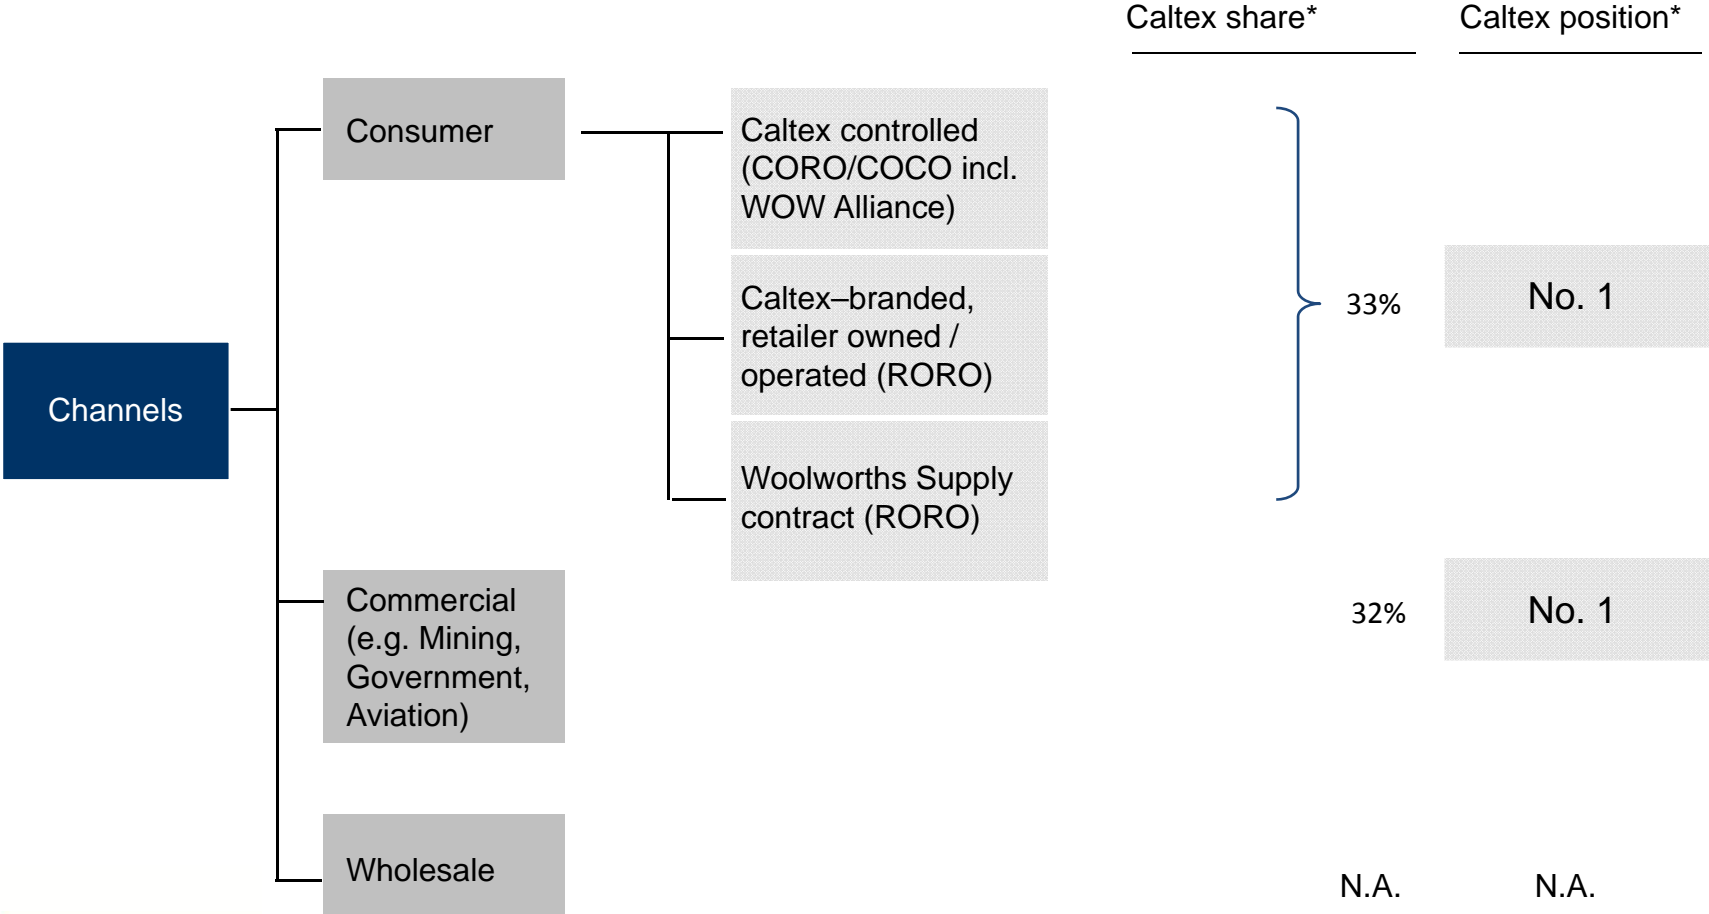 Caltex share*
Caltex position*
Consumer
Caltex controlled
(CORO/COCO incl.
WOW Alliance)
Caltex–branded,
retailer owned /
operated (RORO)
33%
No. 1
Channels
Woolworths Supply
contract (RORO)
Commercial
(e.g. Mining,
Government,
Aviation)
32%
No. 1
Wholesale
N.A.
N.A.